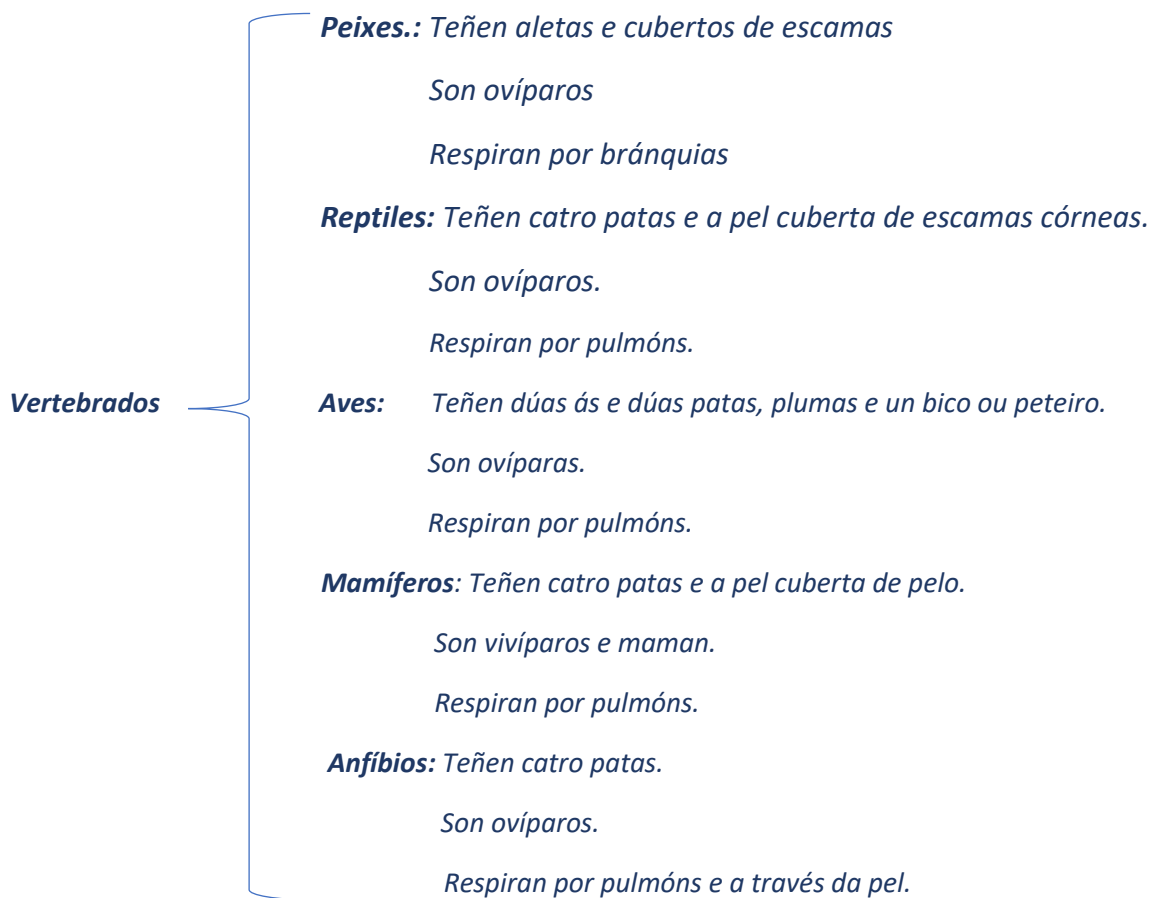 Peixes.: Teñen aletas e cubertos de escamas
Son ovíparos
Respiran por bránquias
Reptiles: Teñen catro patas e a pel cuberta de escamas córneas.
Son ovíparos.
Respiran por pulmóns.
Vertebrados
Aves: Teñen dúas ás e dúas patas, plumas e un bico ou peteiro.
Son ovíparas.
Respiran por pulmóns.
Mamíferos: Teñen catro patas e a pel cuberta de pelo.
Son vivíparos e maman.
Respiran por pulmóns.
Anfíbios: Teñen catro patas.
Son ovíparos.
Respiran por pulmóns e a través da pel.